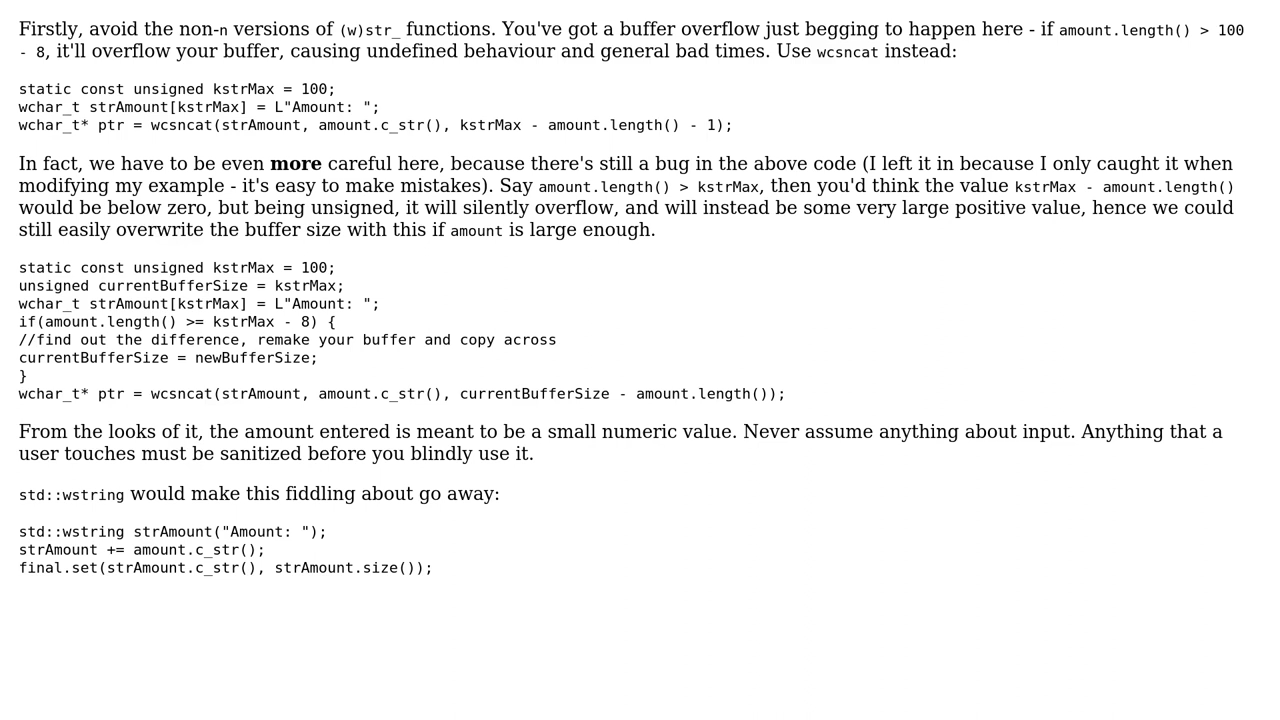 Firstly, avoid the non-n versions of (w)str_ functions. You've got a buffer overflow just begging to happen here - if amount.length() > 100
- 8, it'll overflow your buffer, causing undefined behaviour and general bad times. Use wcsncat instead:
static const unsigned kstrMax = 100;
wchar_t strAmount[kstrMax] = L"Amount: ";
wchar_t* ptr = wcsncat(strAmount, amount.c_str(), kstrMax - amount.length() - 1);
In fact, we have to be even more careful here, because there's still a bug in the above code (I left it in because I only caught it when
modifying my example - it's easy to make mistakes). Say amount.length() > kstrMax, then you'd think the value kstrMax - amount.length()
would be below zero, but being unsigned, it will silently overflow, and will instead be some very large positive value, hence we could
still easily overwrite the buffer size with this if amount is large enough.
static const unsigned kstrMax = 100;
unsigned currentBufferSize = kstrMax;
wchar_t strAmount[kstrMax] = L"Amount: ";
if(amount.length() >= kstrMax - 8) {
//find out the difference, remake your buffer and copy across
currentBufferSize = newBufferSize;
}
wchar_t* ptr = wcsncat(strAmount, amount.c_str(), currentBufferSize - amount.length());
From the looks of it, the amount entered is meant to be a small numeric value. Never assume anything about input. Anything that a
user touches must be sanitized before you blindly use it.
std::wstring would make this fiddling about go away:
std::wstring strAmount("Amount: ");
strAmount += amount.c_str();
final.set(strAmount.c_str(), strAmount.size());